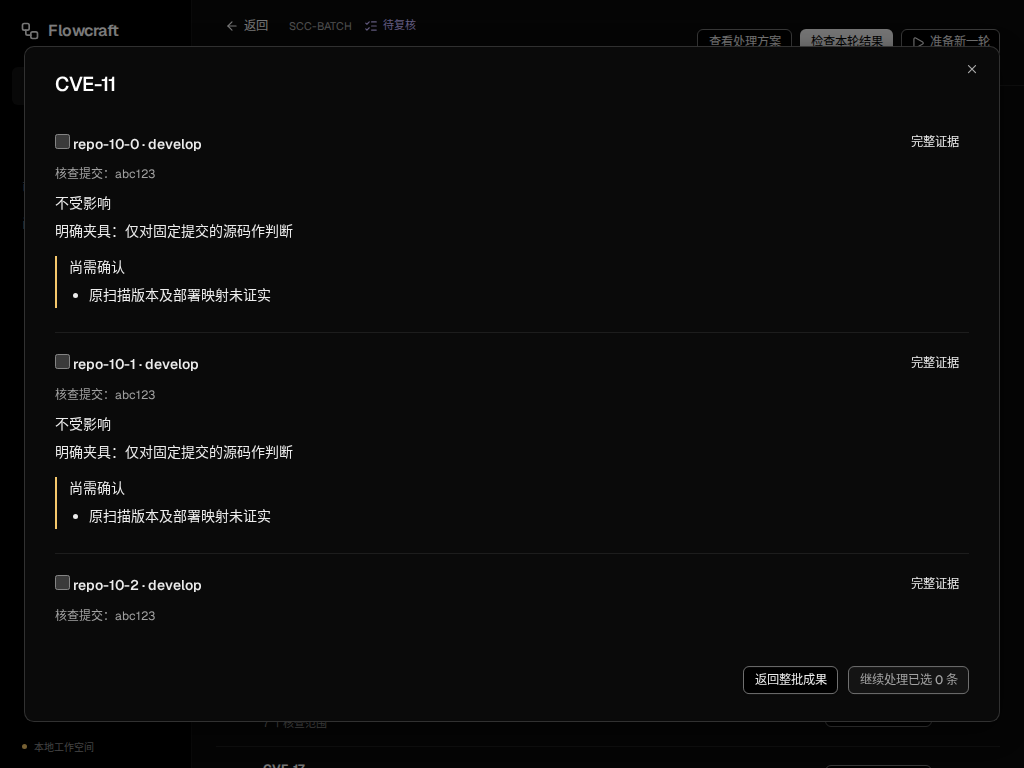 Flowcraft
返回 SCC-BATCH 待复核
查看处理方案 检查本轮结果 准备新一轮
CVE-11
repo-10-0 · develop 完整证据
核查提交：abc123
不受影响
明确夹具：仅对固定提交的源码作判断
尚需确认
• 原扫描版本及部署映射未证实
repo-10-1 · develop 完整证据
核查提交：abc123
不受影响
明确夹具：仅对固定提交的源码作判断
尚需确认
• 原扫描版本及部署映射未证实
repo-10-2 · develop 完整证据
核查提交：abc123
返回整批成果 继续处理已选 0 条
本地工作空间